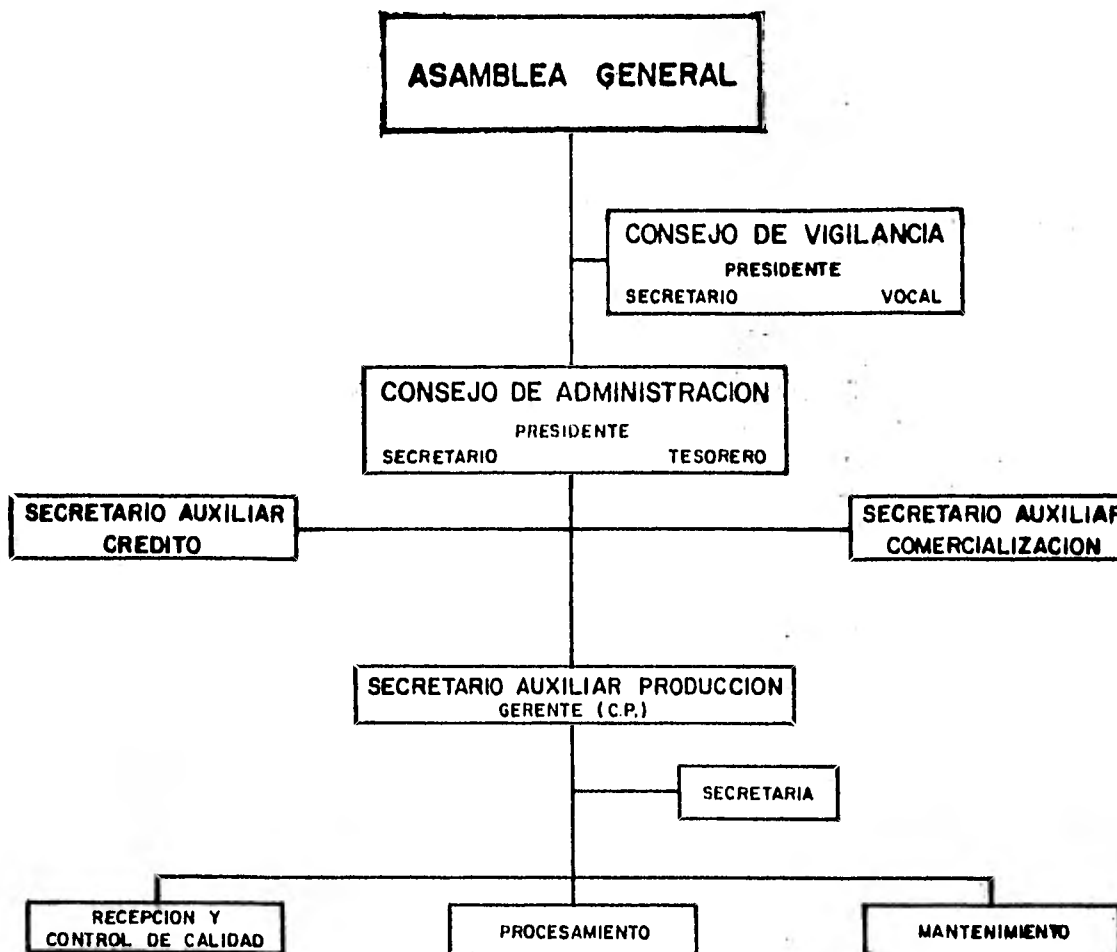 ASAMBLEA GENERAL
CONSEJO DE VIGILANCIA
PRESIDENTE
SECRETARIO VOCAL
CONSEJO DE ADMINISTRACION
PRESIDENTE
SECRETARIO TESORERO
SECRETARIO AUXILIAR
CREDITO
SECRETARIO AUXILIAR
COMERCIALIZACION
SECRETARIO AUXILIAR PRODUCCION
GERENTE (C.P.)
SECRETARIA
RECEPCION Y
CONTROL DE CALIDAD
PROCESAMIENTO
MANTENIMIENTO